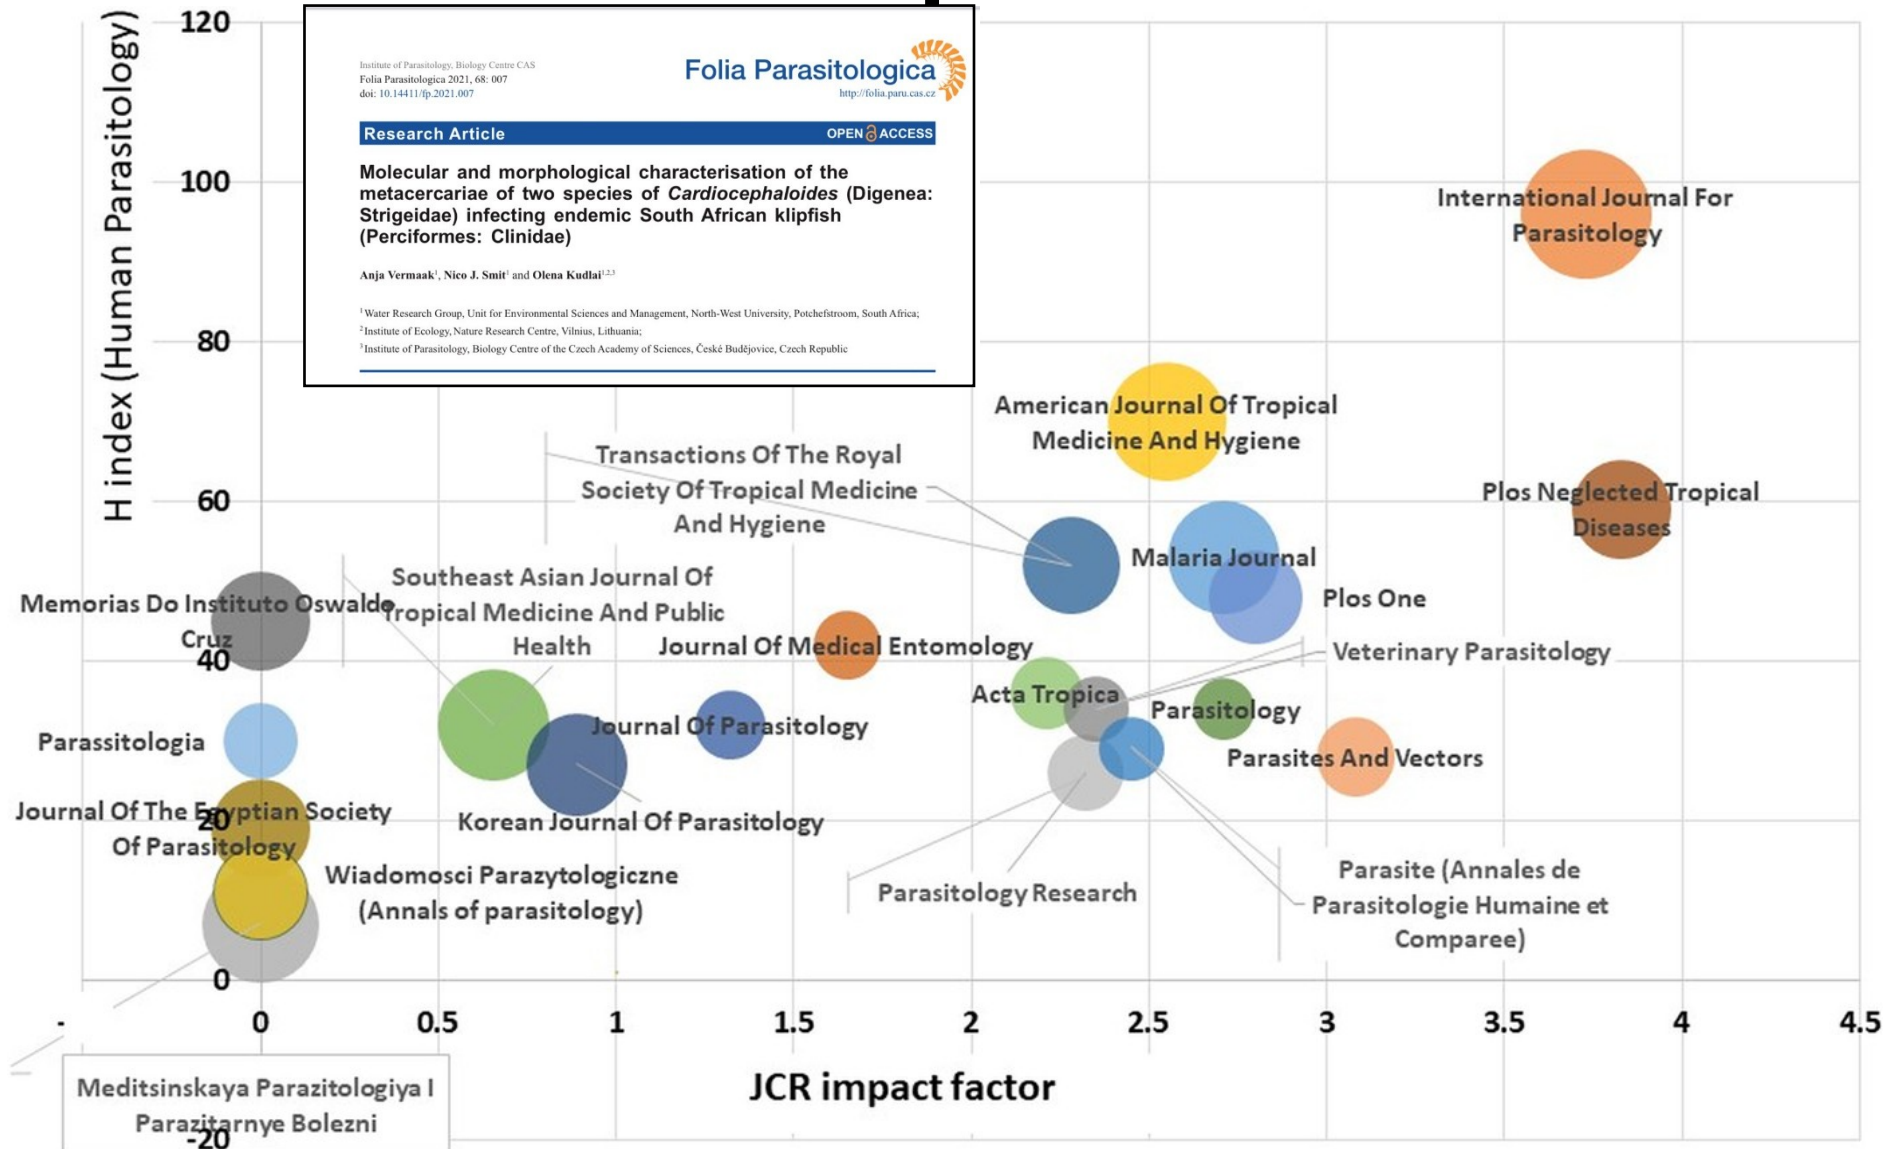 H index (Human Parasitology)
120
100
80
60
40
20
0
-20
Institute of Parasitology, Biology Centre CAS
Folia Parasitologica 2021, 68: 007
doi: 10.14411/fp.2021.007
Folia Parasitologica
http://folia.paru.cas.cz
Research Article
OPEN ACCESS
Molecular and morphological characterisation of the
metacercariae of two species of Cardiocephaloides (Digenea:
Strigeidae) infecting endemic South African klipfish
(Perciformes: Clinidae)
Anja Vermaak1, Nico J. Smit1 and Olena Kudlai1,2,3
1 Water Research Group, Unit for Environmental Sciences and Management, North-West University, Potchefstroom, South Africa;
2 Institute of Ecology, Nature Research Centre, Vilnius, Lithuania;
3 Institute of Parasitology, Biology Centre of the Czech Academy of Sciences, České Budějovice, Czech Republic
International Journal For
Parasitology
American Journal Of Tropical
Medicine And Hygiene
Transactions Of The Royal
Society Of Tropical Medicine
And Hygiene
Plos Neglected Tropical
Diseases
Malaria Journal
Plos One
Southeast Asian Journal Of
Tropical Medicine And Public
Health
Memorias Do Instituto Oswaldo
Cruz
Journal Of Medical Entomology
Veterinary Parasitology
Acta Tropica
Parasitology
Journal Of Parasitology
Parassitologia
Parasites And Vectors
Journal Of The Egyptian Society
Of Parasitology
Korean Journal Of Parasitology
Wiadomosci Parazytologiczne
(Annals of parasitology)
Parasitology Research
Parasite (Annales de
Parasitologie Humaine et
Comparee)
-
0
0.5
1
1.5
2
2.5
3
3.5
4
4.5
JCR impact factor
Meditsinskaya Parazitologiya I
Parazitarnye Bolezni